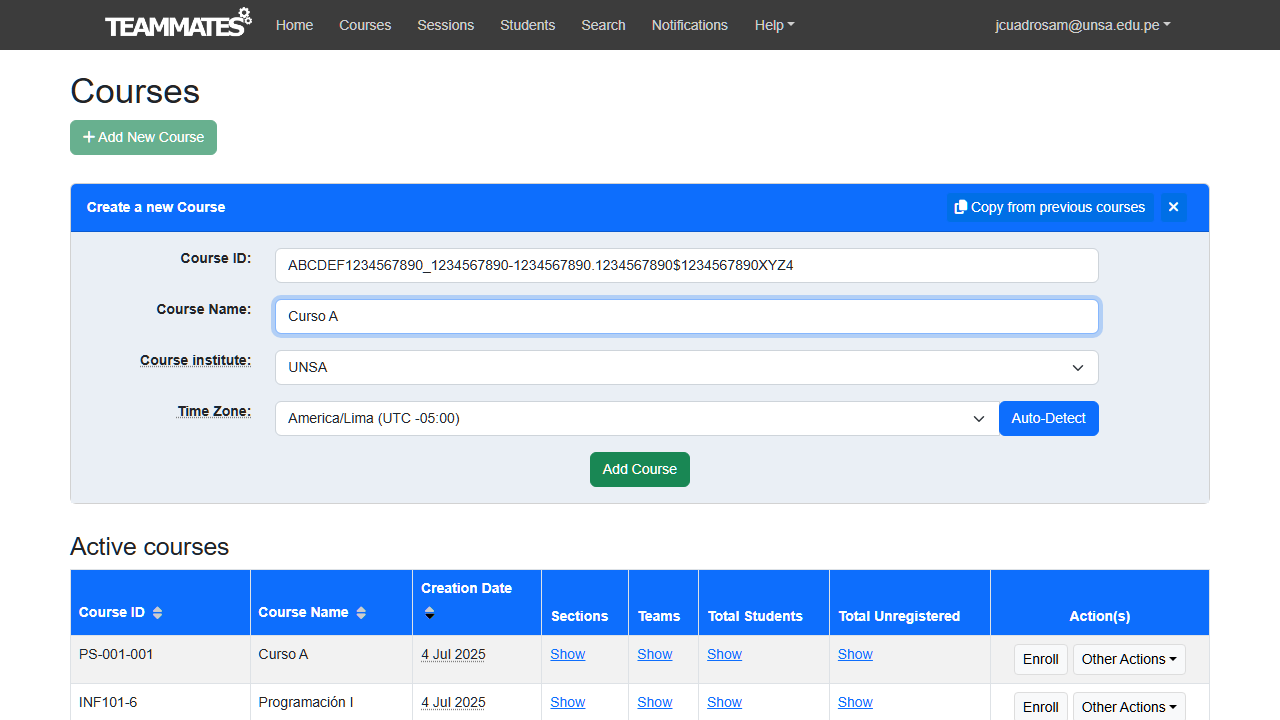 TEAMMATES Home Courses Sessions Students Search Notifications Help jcuadrosam@unsa.edu.pe
Courses
+ Add New Course
Create a new Course Copy from previous courses ×
Course ID: ABCDEF1234567890_1234567890-1234567890.1234567890$1234567890XYZ4
Course Name: Curso A
Course institute: UNSA
Time Zone: America/Lima (UTC -05:00) Auto-Detect
Add Course
Active courses
Course ID Course Name Creation Date Sections Teams Total Students Total Unregistered Action(s)
PS-001-001 Curso A 4 Jul 2025 Show Show Show Show Enroll Other Actions
INF101-6 Programación I 4 Jul 2025 Show Show Show Show Enroll Other Actions